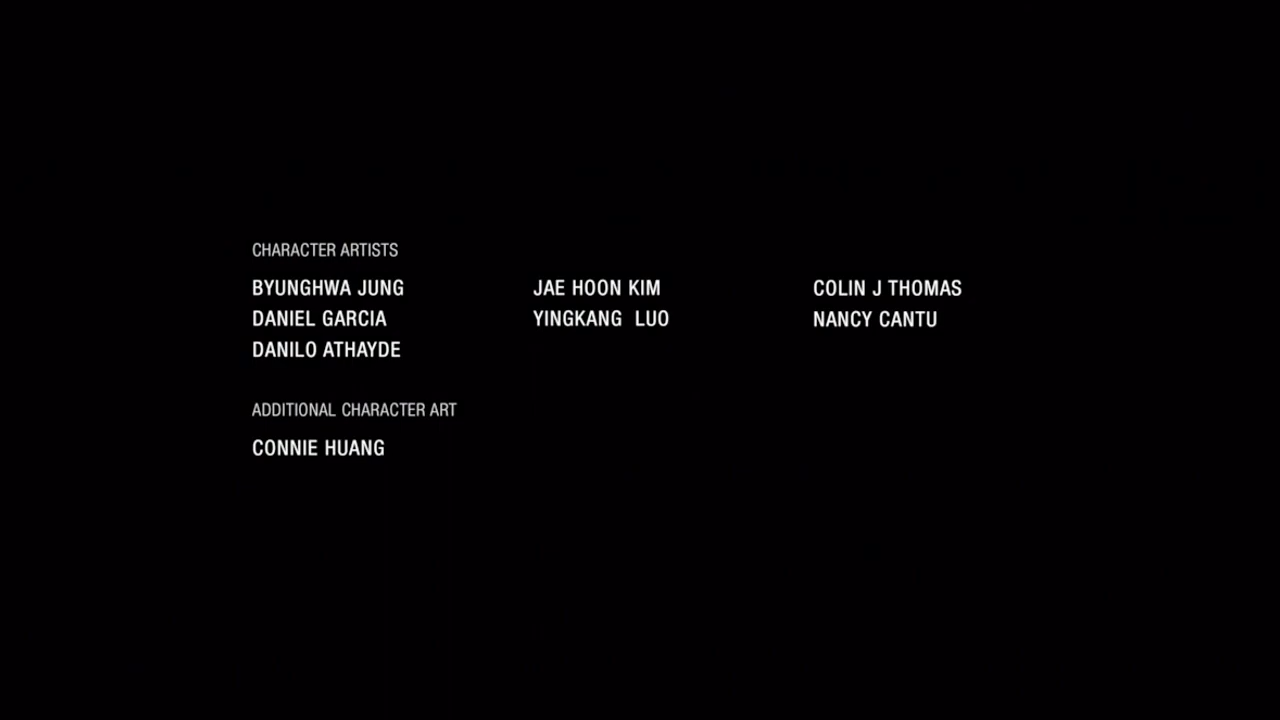 CHARACTER ARTISTS
BYUNGHWA JUNG
DANIEL GARCIA
DANILO ATHAYDE
JAE HOON KIM
YINGKANG  LUO
COLIN J THOMAS
NANCY CANTU
ADDITIONAL CHARACTER ART
CONNIE HUANG